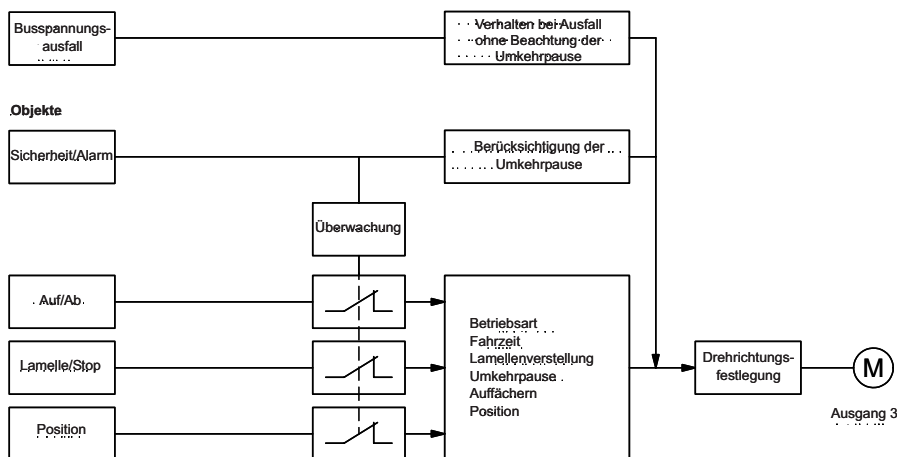 Busspannungs-
ausfall
Verhalten bei Ausfall
ohne Beachtung der
Umkehrpause
Objekte
Sicherheit/Alarm
Berücksichtigung der
Umkehrpause
Überwachung
Auf/Ab
Lamelle/Stop
Position
Betriebsart
Fahrzeit
Lamellenverstellung
Umkehrpause
Auffächern
Position
Drehrichtungs-
festlegung
M
Ausgang 3